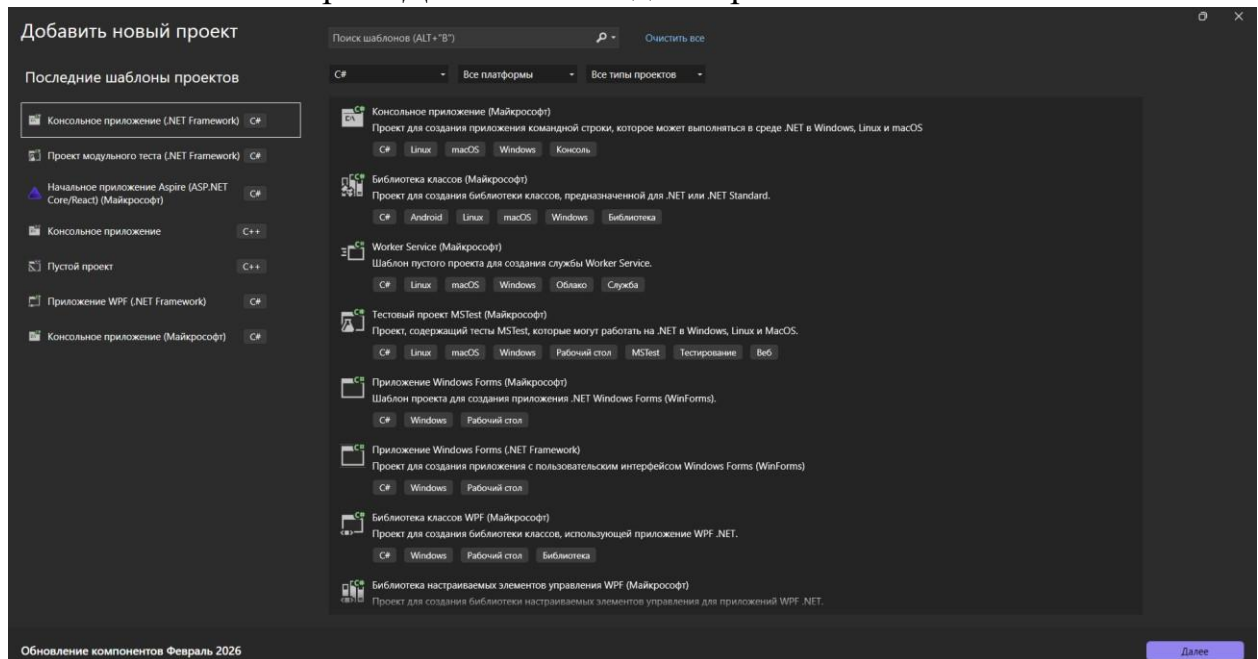 Добавить новый проект
Поиск шаблонов (ALT+"В")
Очистить все
Последние шаблоны проектов
C#
Все платформы
Все типы проектов
Консольное приложение (.NET Framework) C#
Проект модульного теста (.NET Framework) C#
Начальное приложение Aspire (ASP.NET
Core/React) (Майкрософт) C#
Консольное приложение C++
Пустой проект C++
Приложение WPF (.NET Framework) C#
Консольное приложение (Майкрософт) C#
Консольное приложение (Майкрософт)
Проект для создания приложения командной строки, которое может выполняться в среде .NET в Windows, Linux и macOS
C# Linux macOS Windows Консоль
Библиотека классов (Майкрософт)
Проект для создания библиотеки классов, предназначенной для .NET или .NET Standard.
C# Android Linux macOS Windows Библиотека
Worker Service (Майкрософт)
Шаблон пустого проекта для создания службы Worker Service.
C# Linux macOS Windows Облако Служба
Тестовый проект MSTest (Майкрософт)
Проект, содержащий тесты MSTest, которые могут работать на .NET в Windows, Linux и MacOS.
C# Linux macOS Windows Рабочий стол MSTest Тестирование Веб
Приложение Windows Forms (Майкрософт)
Шаблон проекта для создания приложения .NET Windows Forms (WinForms).
C# Windows Рабочий стол
Приложение Windows Forms (.NET Framework)
Проект для создания приложения с пользовательским интерфейсом Windows Forms (WinForms)
C# Windows Рабочий стол
Библиотека классов WPF (Майкрософт)
Проект для создания библиотеки классов, использующей приложение WPF .NET.
C# Windows Рабочий стол Библиотека
Библиотека настраиваемых элементов управления WPF (Майкрософт)
Проект для создания библиотеки настраиваемых элементов управления для приложений WPF .NET.
Обновление компонентов Февраль 2026
Далее